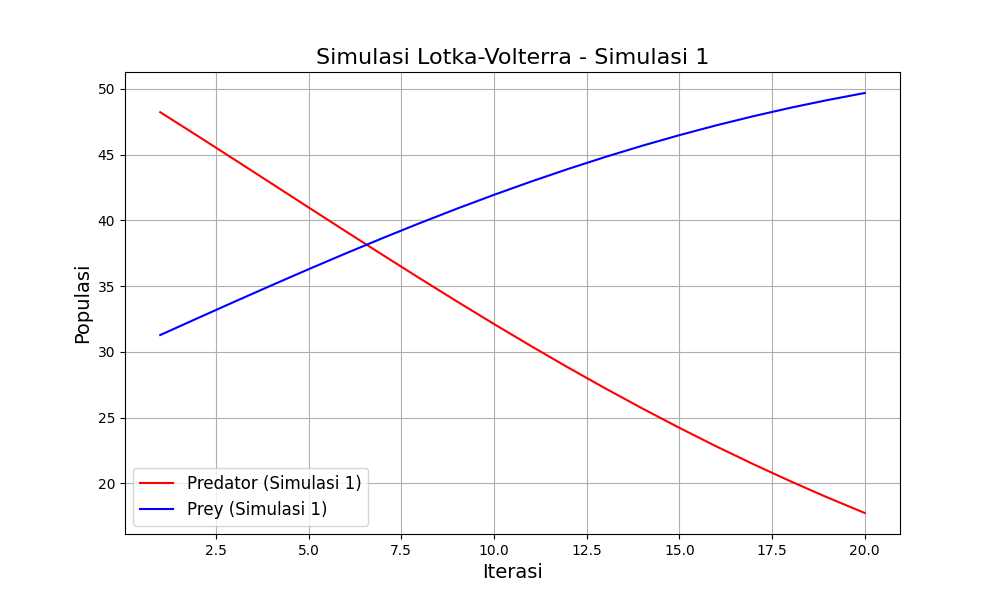 Simulasi Lotka-Volterra - Simulasi 1
Populasi
50
45
40
35
30
25
20
Predator (Simulasi 1)
Prey (Simulasi 1)
2.5 5.0 7.5 10.0 12.5 15.0 17.5 20.0
Iterasi